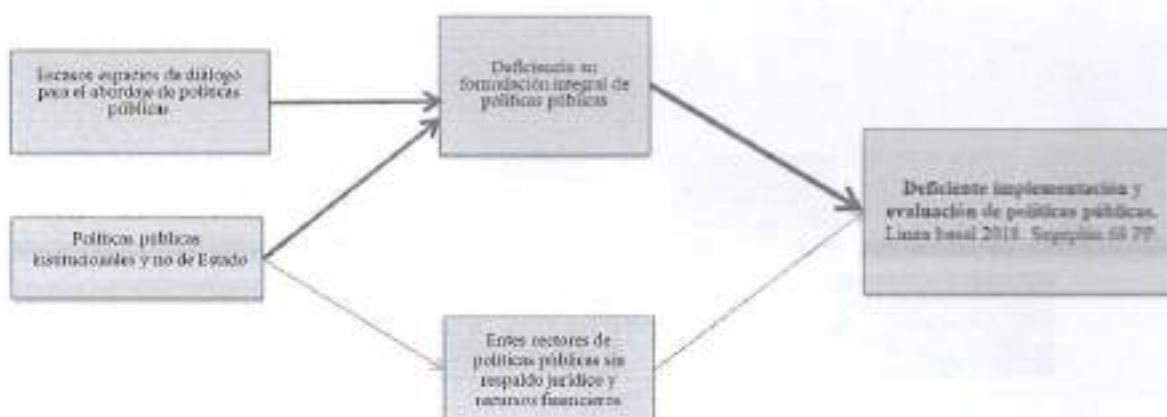 Escasos espacios de diálogo
para el abordaje de políticas
públicas
Políticas públicas
institucionales y no de Estado
Deficiencia en
formulación integral de
políticas públicas
Entes rectores de
políticas públicas sin
respaldo jurídico y
recursos financieros
Deficiente implementación y
evaluación de políticas públicas.
Línea basal 2018. Segeplán 68 PP.